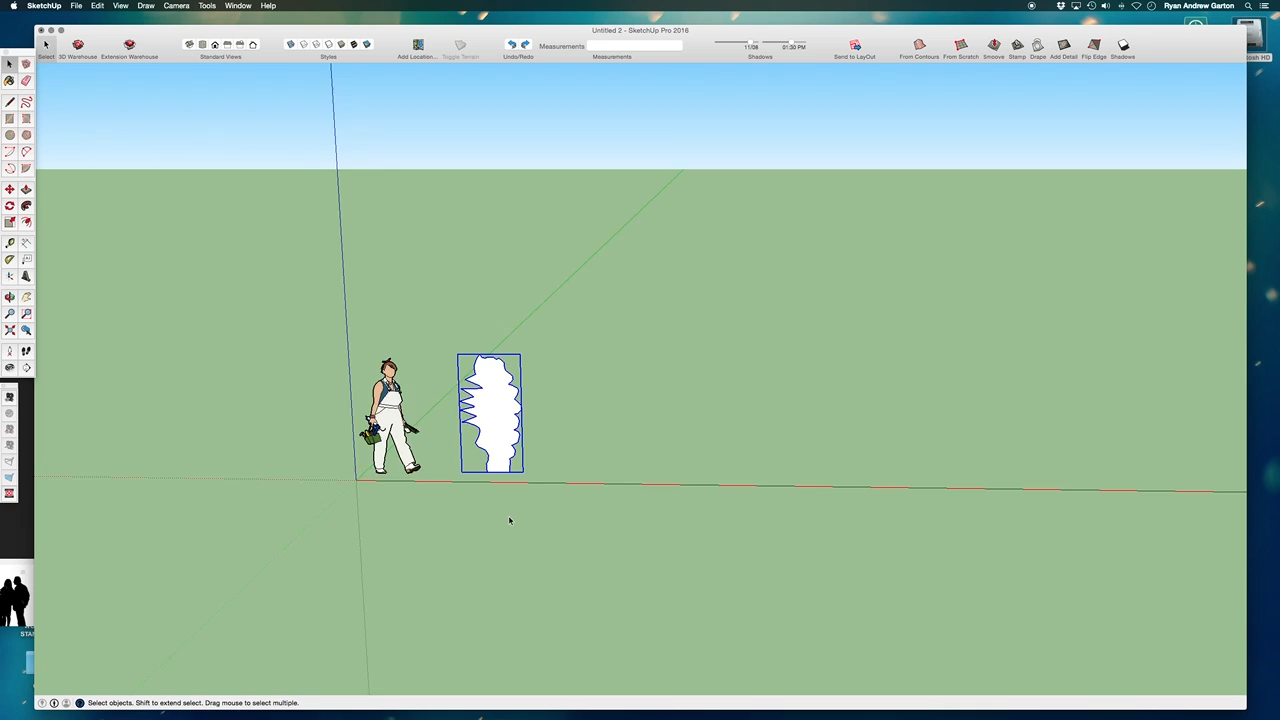 SketchUp File Edit View Draw Camera Tools Window Help Ryan Andrew Garton
Untitled 2 - SketchUp Pro 2016
Measurements
11/08 01:30 PM
Select 3D Warehouse Extension Warehouse Standard Views Styles Add Location... Toggle Terrain Undo/Redo Measurements Shadows Send to LayOut From Contours From Scratch Smoove Stamp Drape Add Detail Flip Edge Shadows
tosh HD
STAI
Select objects. Shift to extend select. Drag mouse to select multiple.